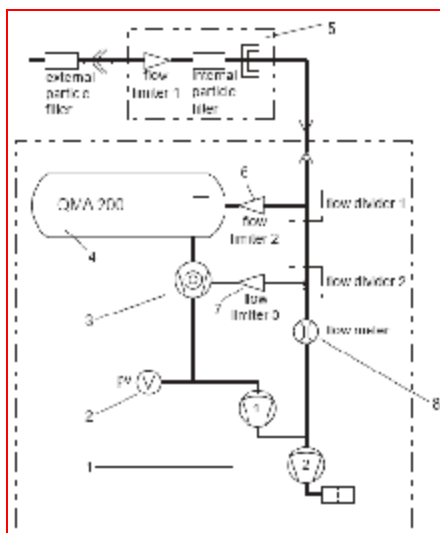 5
external
particle
filter
flow
limiter 1
internal
particle
filter
6
QMA 200
flow divider 1
4
flow
limiter 2
flow divider 2
3
7
flow
limiter 3
flow meter
8
pv
V
2
1
1
2